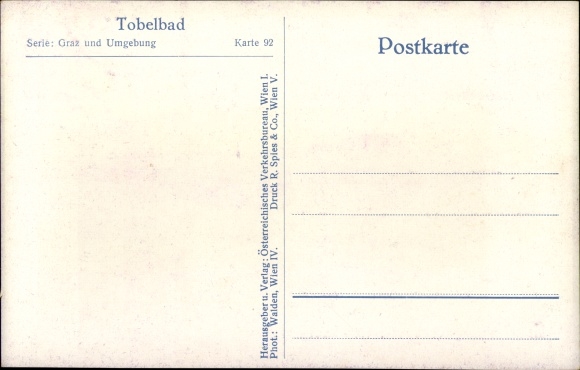 Tobelbad
Serie: Graz und Umgebung Karte 92
Postkarte
Herausgeber u. Verlag: Österreichisches Verkehrsbureau, Wien I.
Phot.: Walden, Wien IV. Druck R. Spies & Co., Wien V.